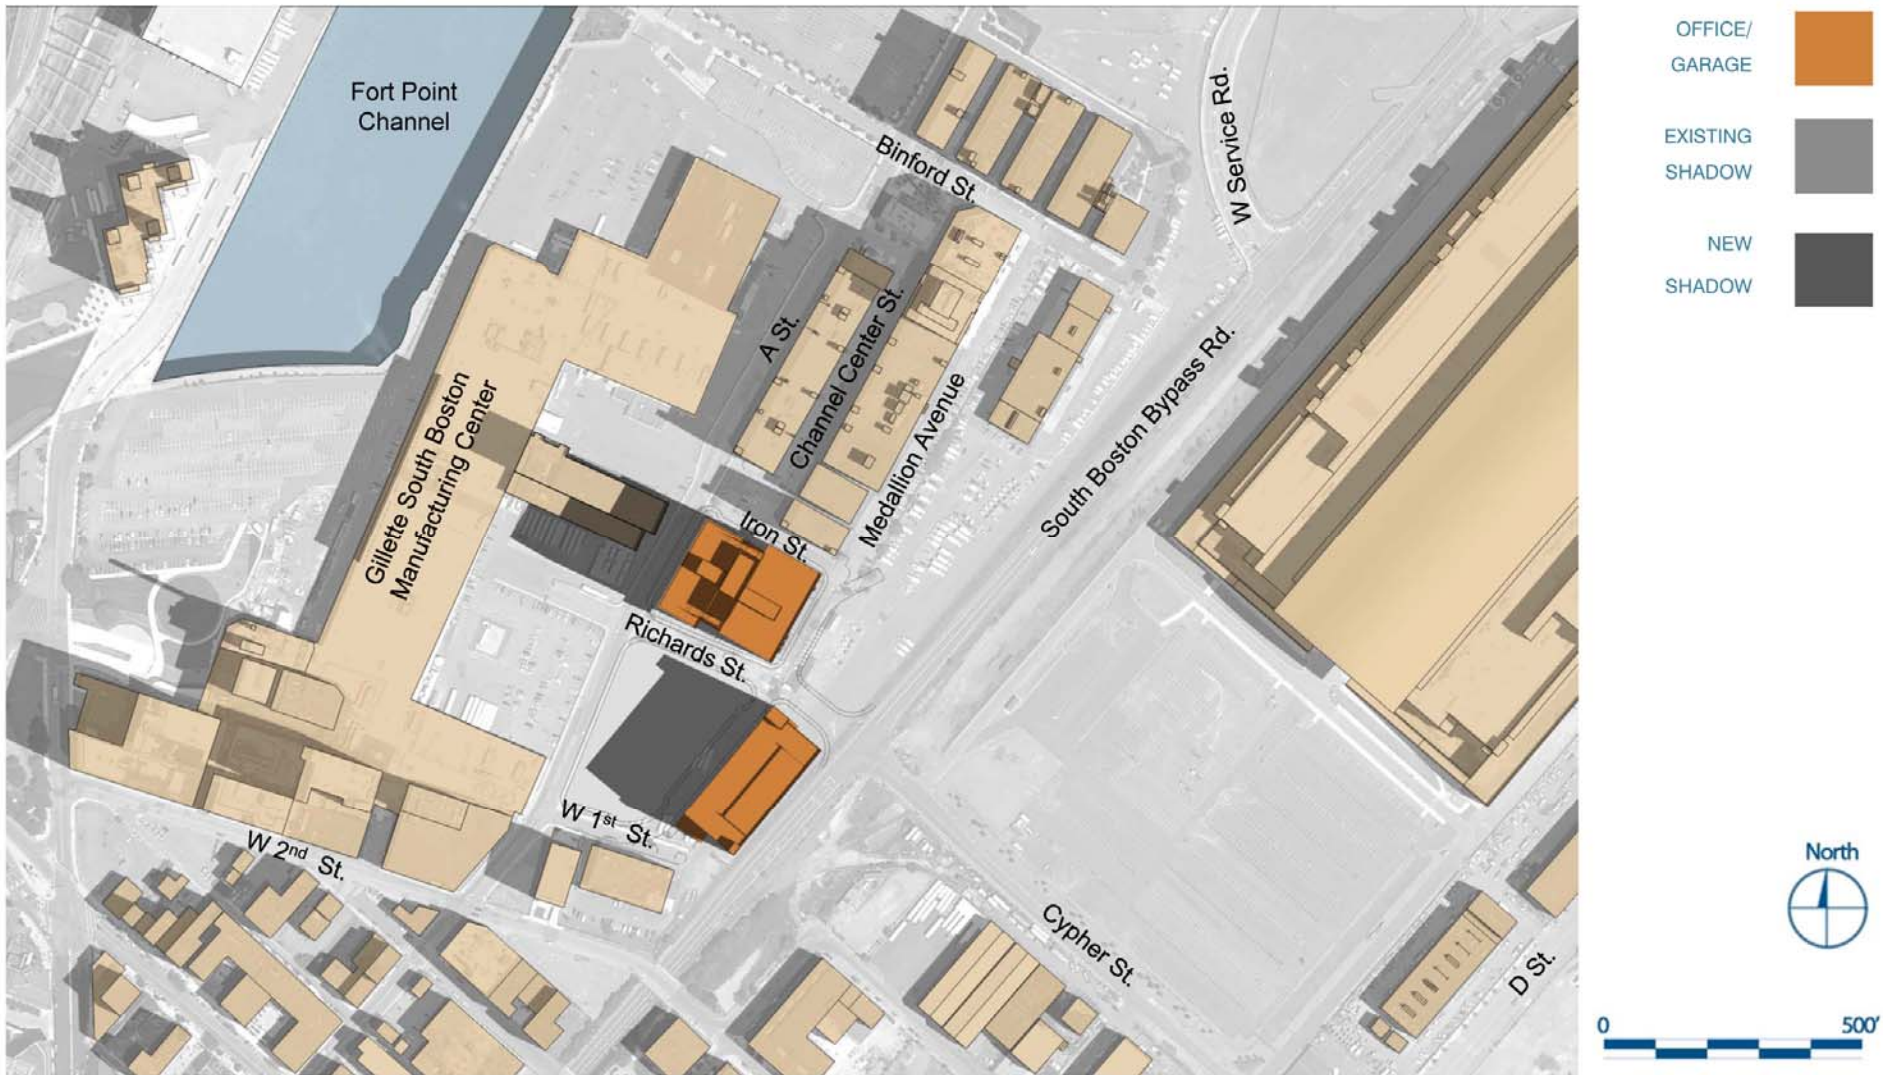 Fort Point
Channel
Binford St.
W Service Rd.
A St.
Channel Center St.
Medallion Avenue
South Boston Bypass Rd.
Gillette South Boston
Manufacturing Center
Iron St.
Richards St.
W 1st St.
W 2nd St.
Cypher St.
D St.
OFFICE/
GARAGE
EXISTING
SHADOW
NEW
SHADOW
North
0 500'